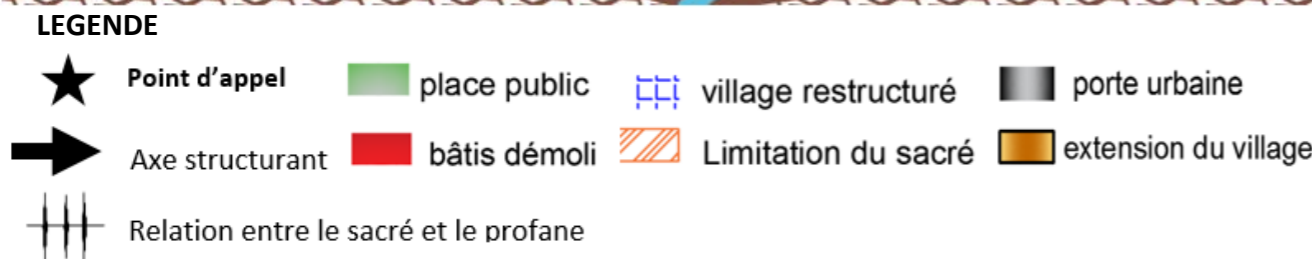 LEGENDE
Point d’appel place public village restructuré porte urbaine
Axe structurant bâtis démoli Limitation du sacré extension du village
Relation entre le sacré et le profane